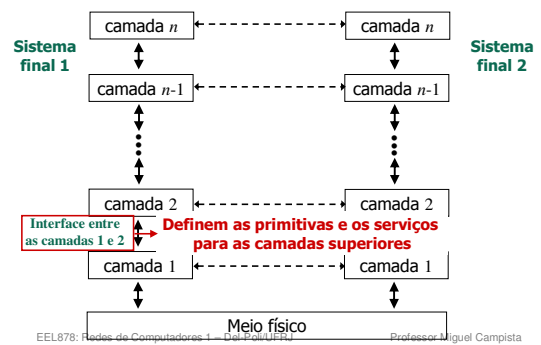 camada n
camada n
Sistema
final 1
Sistema
final 2
camada n-1
camada n-1
camada 2
camada 2
Interface entre
as camadas 1 e 2
Definem as primitivas e os serviços
para as camadas superiores
camada 1
camada 1
Meio físico
EEL878: Redes de Computadores 1 – Del-Poli/UFRJ
Professor Miguel Campista